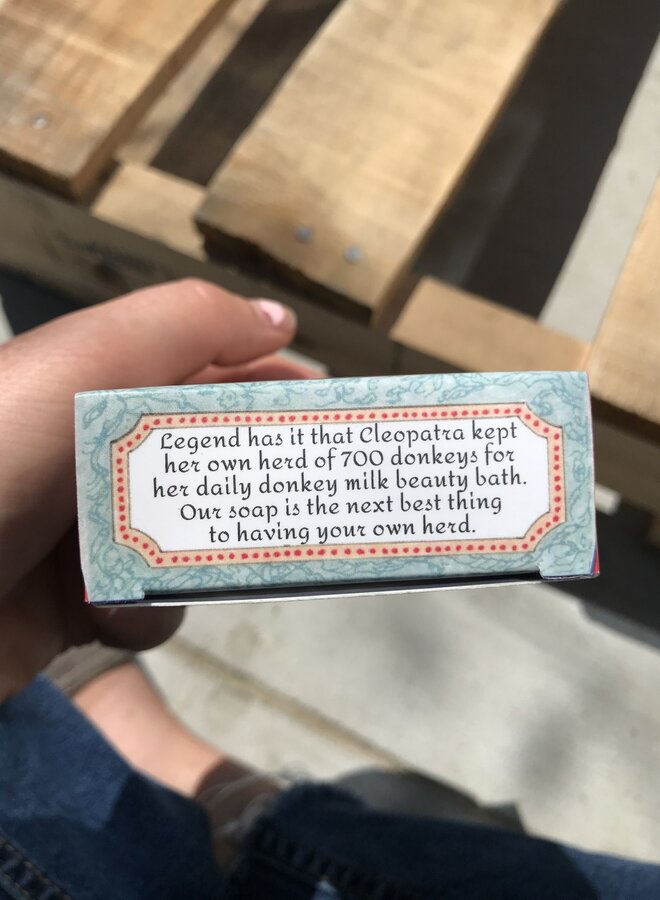 Legend has it that Cleopatra kept
her own herd of 700 donkeys for
her daily donkey milk beauty bath.
Our soap is the next best thing
to having your own herd.